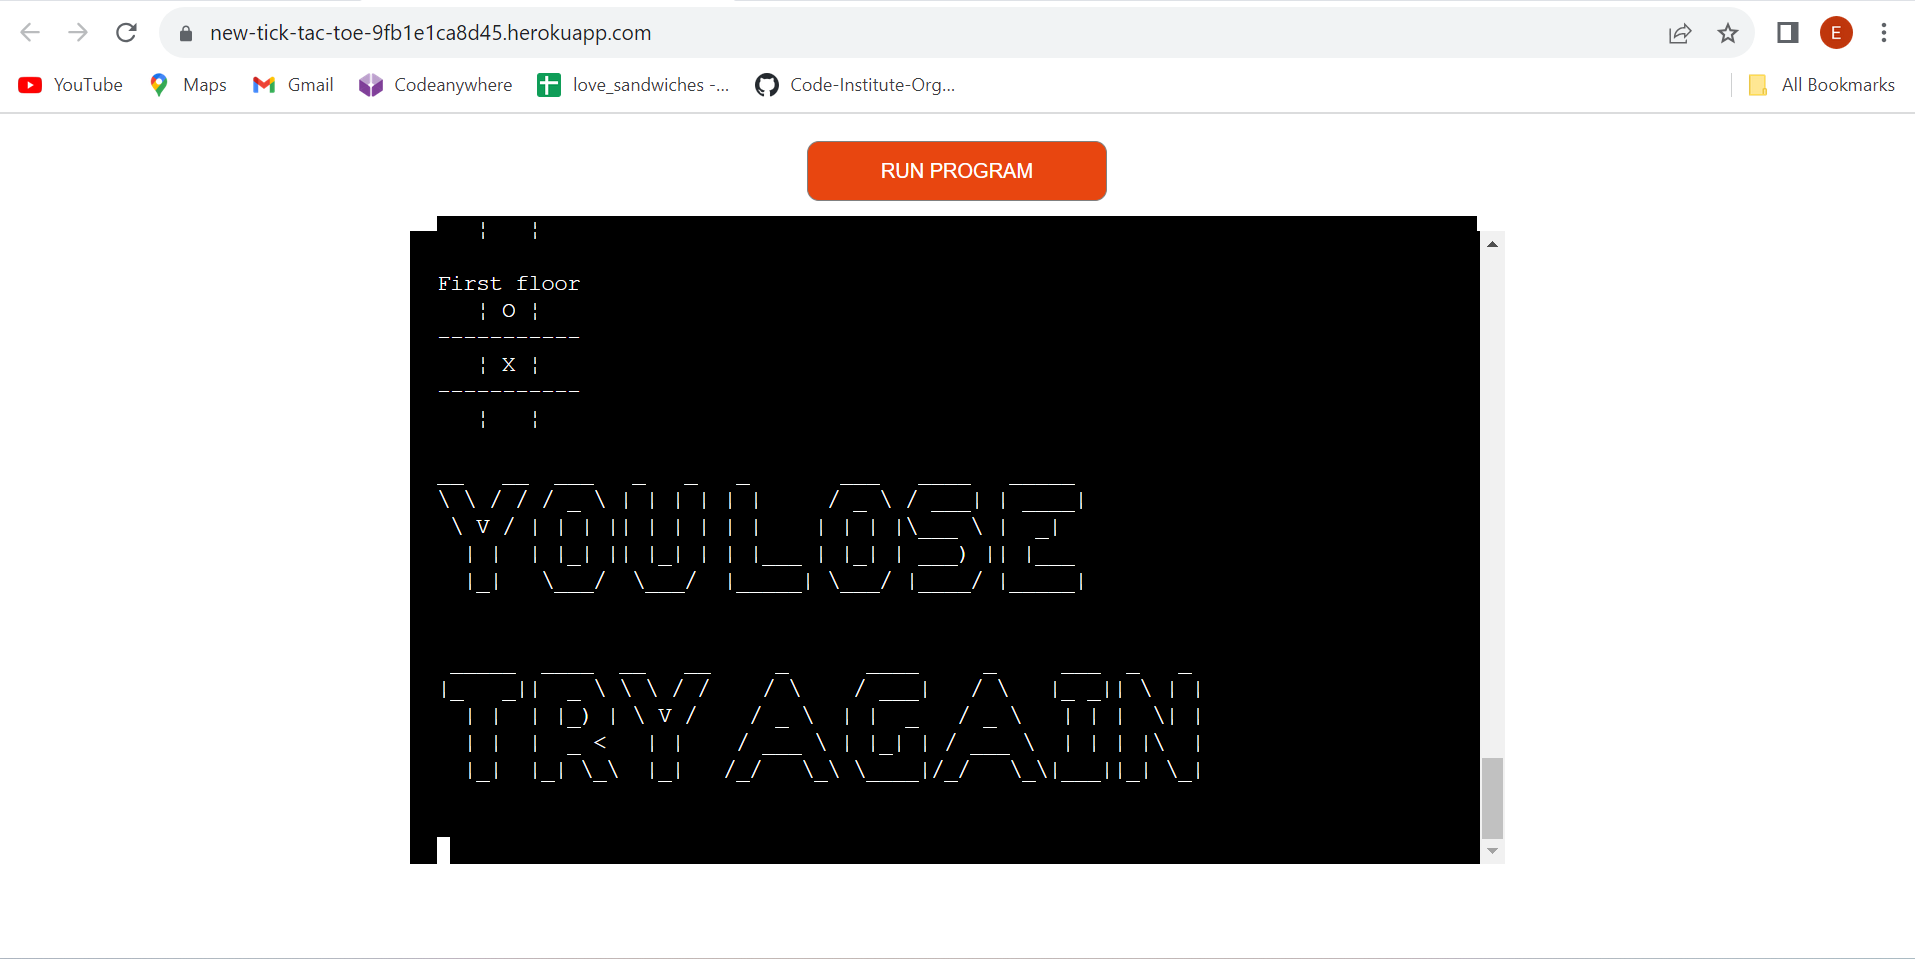 new-tick-tac-toe-9fb1e1ca8d45.herokuapp.com
E
YouTube
Maps
Gmail
Codeanywhere
love_sandwiches -...
Code-Institute-Org...
All Bookmarks
RUN PROGRAM
¦   ¦
First floor
¦ O ¦
-----------
¦ X ¦
-----------
¦   ¦
YOU LOSE
TRY AGAIN